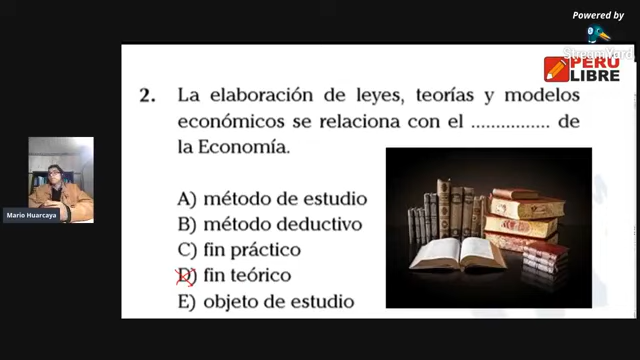 Powered by
StreamYard
PERÚ
LIBRE
2. La elaboración de leyes, teorías y modelos
económicos se relaciona con el ................ de
la Economía.
A) método de estudio
B) método deductivo
C) fin práctico
D) fin teórico
E) objeto de estudio
Mario Huarcaya